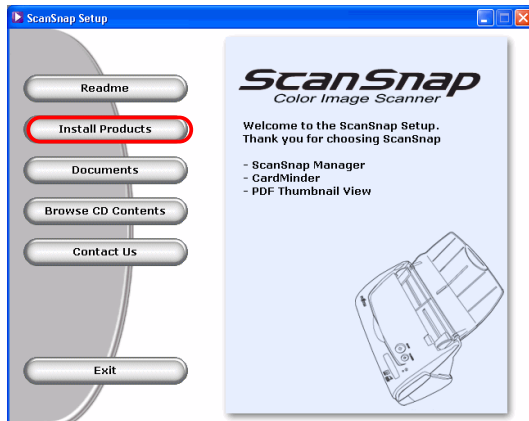 ScanSnap Setup
Readme
Install Products
Documents
Browse CD Contents
Contact Us
Exit
ScanSnap
Color Image Scanner
Welcome to the ScanSnap Setup.
Thank you for choosing ScanSnap
- ScanSnap Manager
- CardMinder
- PDF Thumbnail View